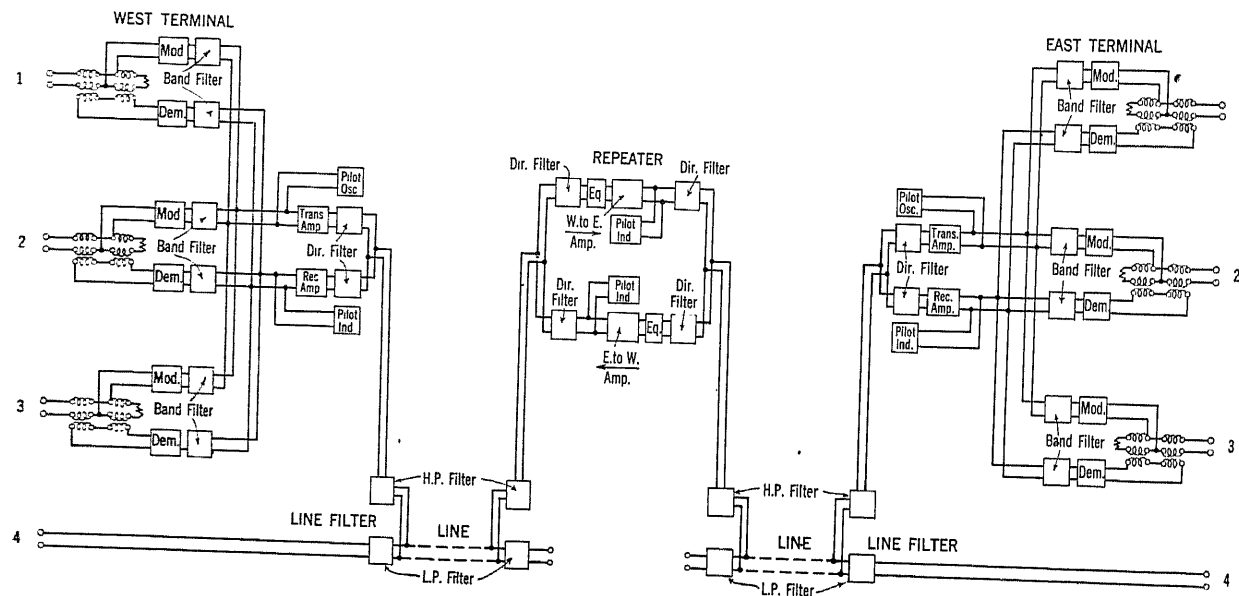 WEST TERMINAL
EAST TERMINAL
REPEATER
1
Mod
Band Filter
Dem.
Pilot
Osc
2
Mod
Band Filter
Dem.
Trans
Amp
Dir. Filter
Rec
Amp
Pilot
Ind
3
Mod.
Band Filter
Dem.
Dir. Filter
Eq
Dir. Filter
W. to E.
Amp.
Pilot
Ind
Dir.
Filter
Pilot
Ind
Dir.
Filter
Eq.
E. to W.
Amp.
Mod.
Band Filter
Dem.
1
Pilot
Osc.
Trans.
Amp.
Dir. Filter
Rec.
Amp.
Pilot
Ind.
Mod.
Band
Filter
Dem
2
Mod.
Band Filter
Dem.
3
H.P. Filter
H.P. Filter
4
LINE FILTER
LINE
L.P. Filter
LINE
LINE FILTER
L.P. Filter
4